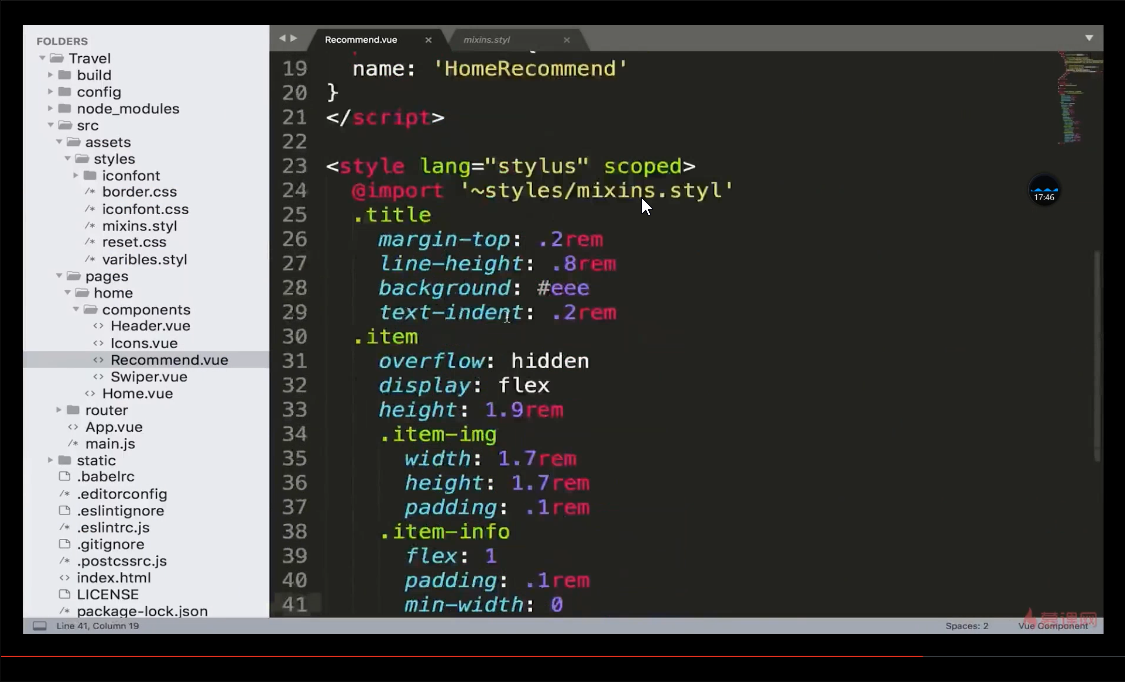 FOLDERS
Travel
build
config
node_modules
src
assets
styles
iconfont
border.css
iconfont.css
mixins.styl
reset.css
varibles.styl
pages
home
components
Header.vue
Icons.vue
Recommend.vue
Swiper.vue
Home.vue
router
App.vue
main.js
static
.babelrc
.editorconfig
.eslintignore
.eslintrc.js
.gitignore
.postcssrc.js
index.html
LICENSE
package-lock.json
Recommend.vue × mixins.styl ×
19 name: 'HomeRecommend'
20 }
21 </script>
22
23 <style lang="stylus" scoped>
24 @import '~styles/mixins.styl'
25 .title
26 margin-top: .2rem
27 line-height: .8rem
28 background: #eee
29 text-indent: .2rem
30 .item
31 overflow: hidden
32 display: flex
33 height: 1.9rem
34 .item-img
35 width: 1.7rem
36 height: 1.7rem
37 padding: .1rem
38 .item-info
39 flex: 1
40 padding: .1rem
41 min-width: 0
17:46
慕课网
Line 41, Column 19
Spaces: 2
Vue Component